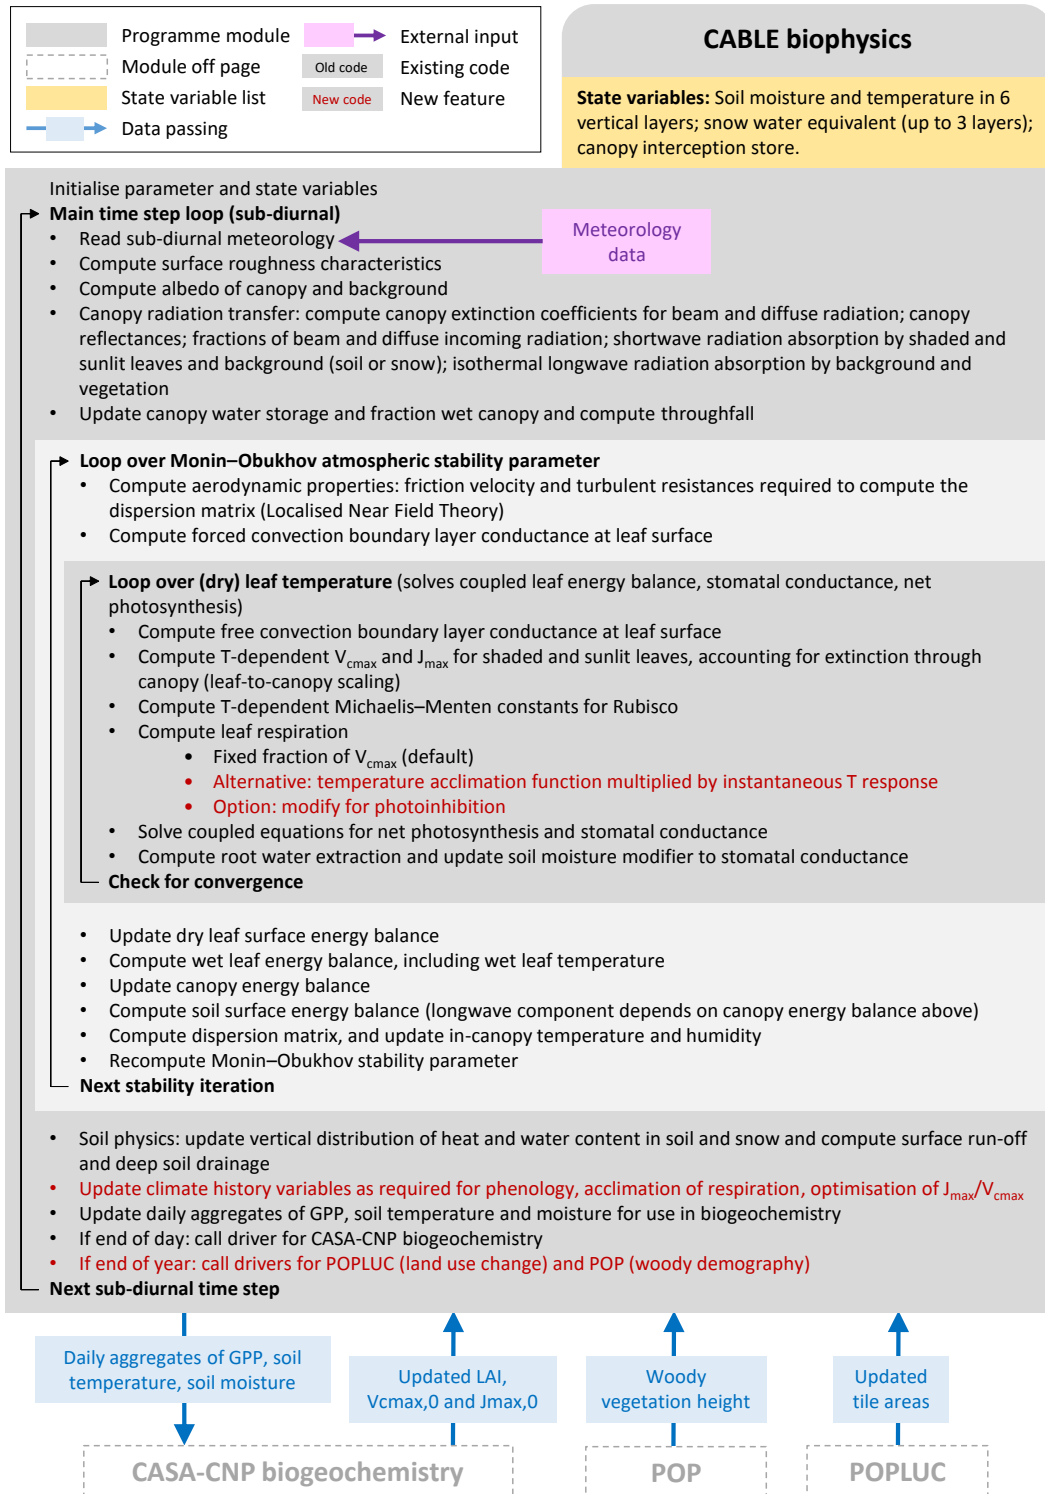 Programme module
External input
Module off page
Old code
Existing code
State variable list
New code
New feature
Data passing
CABLE biophysics
State variables: Soil moisture and temperature in 6
vertical layers; snow water equivalent (up to 3 layers);
canopy interception store.
Initialise parameter and state variables
Main time step loop (sub-diurnal)
• Read sub-diurnal meteorology
Meteorology
data
• Compute surface roughness characteristics
• Compute albedo of canopy and background
• Canopy radiation transfer: compute canopy extinction coefficients for beam and diffuse radiation; canopy
reflectances; fractions of beam and diffuse incoming radiation; shortwave radiation absorption by shaded and
sunlit leaves and background (soil or snow); isothermal longwave radiation absorption by background and
vegetation
• Update canopy water storage and fraction wet canopy and compute throughfall
Loop over Monin–Obukhov atmospheric stability parameter
• Compute aerodynamic properties: friction velocity and turbulent resistances required to compute the
dispersion matrix (Localised Near Field Theory)
• Compute forced convection boundary layer conductance at leaf surface
Loop over (dry) leaf temperature (solves coupled leaf energy balance, stomatal conductance, net
photosynthesis)
• Compute free convection boundary layer conductance at leaf surface
• Compute T-dependent Vcmax and Jmax for shaded and sunlit leaves, accounting for extinction through
canopy (leaf-to-canopy scaling)
• Compute T-dependent Michaelis–Menten constants for Rubisco
• Compute leaf respiration
• Fixed fraction of Vcmax (default)
• Alternative: temperature acclimation function multiplied by instantaneous T response
• Option: modify for photoinhibition
• Solve coupled equations for net photosynthesis and stomatal conductance
• Compute root water extraction and update soil moisture modifier to stomatal conductance
Check for convergence
• Update dry leaf surface energy balance
• Compute wet leaf energy balance, including wet leaf temperature
• Update canopy energy balance
• Compute soil surface energy balance (longwave component depends on canopy energy balance above)
• Compute dispersion matrix, and update in-canopy temperature and humidity
• Recompute Monin–Obukhov stability parameter
Next stability iteration
• Soil physics: update vertical distribution of heat and water content in soil and snow and compute surface run-off
and deep soil drainage
• Update climate history variables as required for phenology, acclimation of respiration, optimisation of Jmax/Vcmax
• Update daily aggregates of GPP, soil temperature and moisture for use in biogeochemistry
• If end of day: call driver for CASA-CNP biogeochemistry
• If end of year: call drivers for POPLUC (land use change) and POP (woody demography)
Next sub-diurnal time step
Daily aggregates of GPP, soil
temperature, soil moisture
Updated LAI,
Vcmax,0 and Jmax,0
Woody
vegetation height
Updated
tile areas
CASA-CNP biogeochemistry
POP
POPLUC